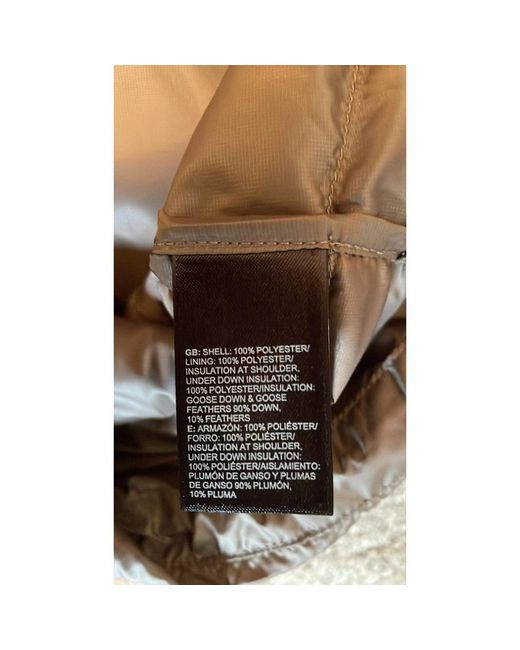 GB: SHELL: 100% POLYESTER/
LINING: 100% POLYESTER/
INSULATION AT SHOULDER,
UNDER DOWN INSULATION:
100% POLYESTER/INSULATION:
GOOSE DOWN & GOOSE
FEATHERS 90% DOWN,
10% FEATHERS
E: ARMAZÓN: 100% POLIÉSTER/
FORRO: 100% POLIÉSTER/
INSULATION AT SHOULDER,
UNDER DOWN INSULATION:
100% POLIÉSTER/AISLAMIENTO:
PLUMÓN DE GANSO Y PLUMAS
DE GANSO 90% PLUMÓN,
10% PLUMA